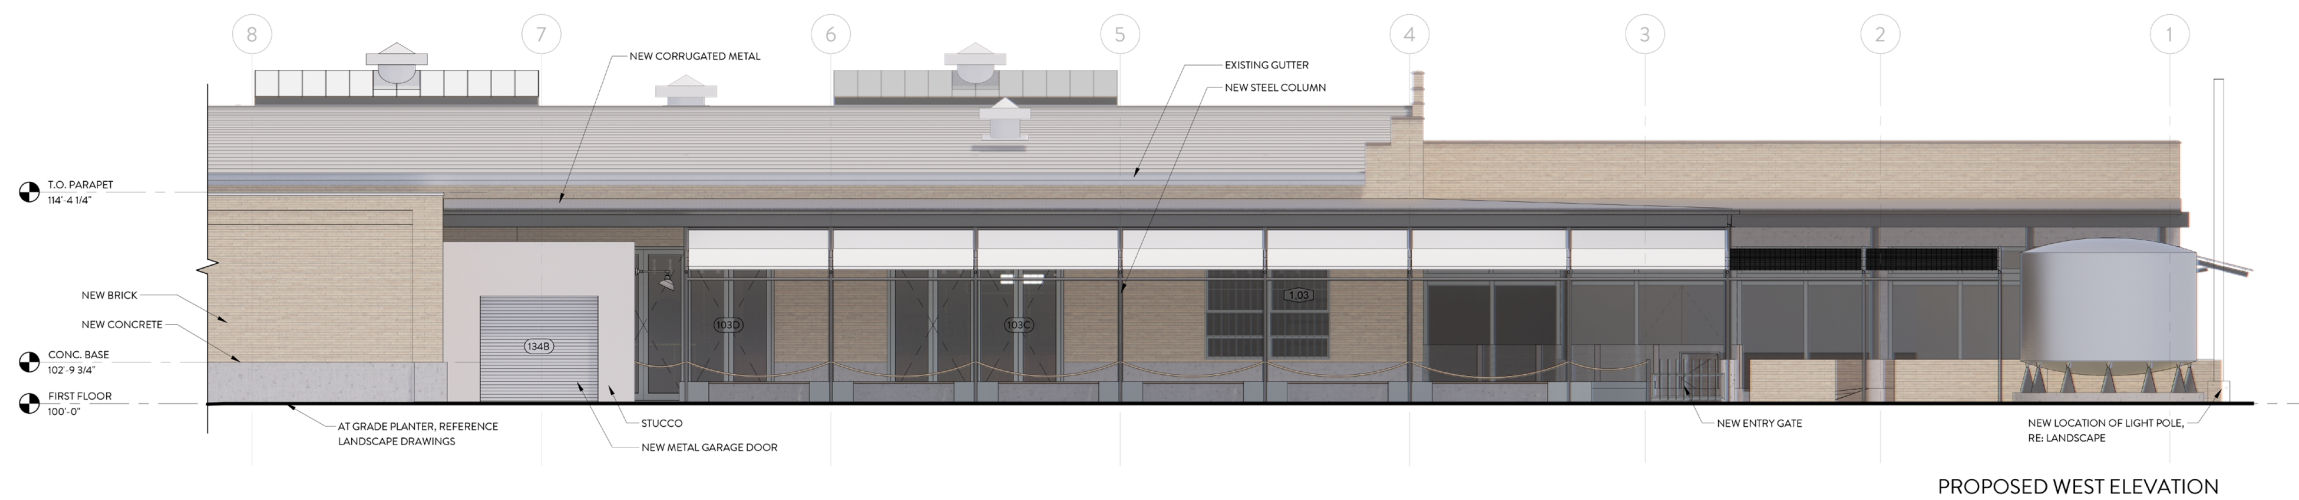 8
7
6
5
4
3
2
1
NEW CORRUGATED METAL
EXISTING GUTTER
NEW STEEL COLUMN
T.O. PARAPET
114'-4 1/4"
NEW BRICK
NEW CONCRETE
CONC. BASE
102'-9 3/4"
FIRST FLOOR
100'-0"
134B
103D
103C
1.03
AT GRADE PLANTER, REFERENCE
LANDSCAPE DRAWINGS
STUCCO
NEW METAL GARAGE DOOR
NEW ENTRY GATE
NEW LOCATION OF LIGHT POLE,
RE: LANDSCAPE
PROPOSED WEST ELEVATION